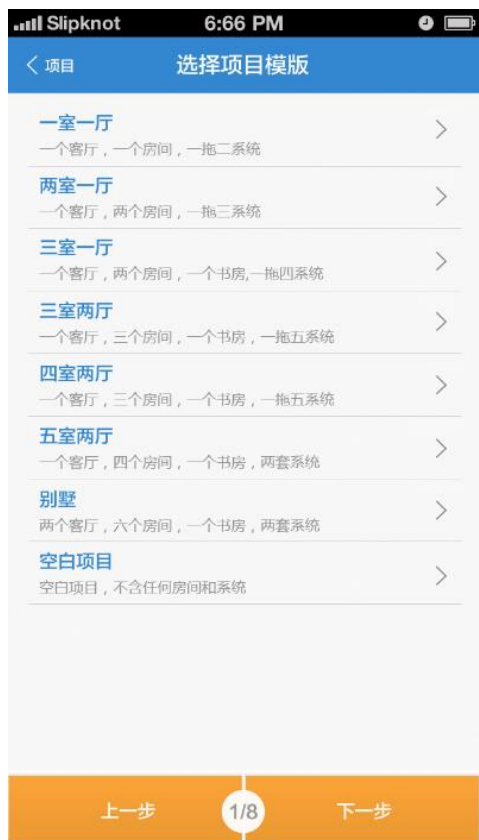 Slipknot 6:66 PM
项目 选择项目模版
一室一厅
一个客厅，一个房间，一拖二系统
两室一厅
一个客厅，两个房间，一拖三系统
三室一厅
一个客厅，两个房间，一个书房,一拖四系统
三室两厅
一个客厅，三个房间，一个书房，一拖五系统
四室两厅
一个客厅，三个房间，一个书房，一拖五系统
五室两厅
一个客厅，四个房间，一个书房，两套系统
别墅
两个客厅，六个房间，一个书房，两套系统
空白项目
空白项目，不含任何房间和系统
上一步 1/8 下一步